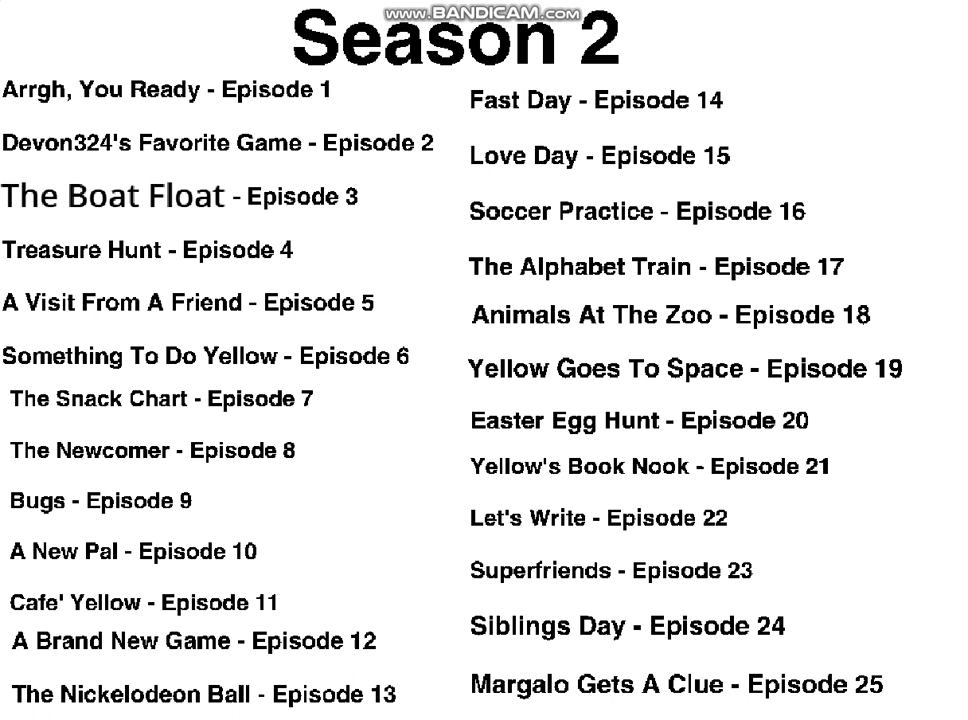 www.BANDICAM.com
Season 2
Arrgh, You Ready - Episode 1
Devon324's Favorite Game - Episode 2
The Boat Float - Episode 3
Treasure Hunt - Episode 4
A Visit From A Friend - Episode 5
Something To Do Yellow - Episode 6
The Snack Chart - Episode 7
The Newcomer - Episode 8
Bugs - Episode 9
A New Pal - Episode 10
Cafe' Yellow - Episode 11
A Brand New Game - Episode 12
The Nickelodeon Ball - Episode 13
Fast Day - Episode 14
Love Day - Episode 15
Soccer Practice - Episode 16
The Alphabet Train - Episode 17
Animals At The Zoo - Episode 18
Yellow Goes To Space - Episode 19
Easter Egg Hunt - Episode 20
Yellow's Book Nook - Episode 21
Let's Write - Episode 22
Superfriends - Episode 23
Siblings Day - Episode 24
Margalo Gets A Clue - Episode 25